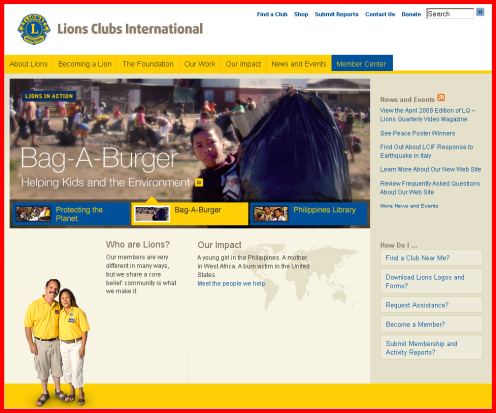 Lions Clubs International
Find a Club Shop Submit Reports Contact Us Donate Search
About Lions Becoming a Lion The Foundation Our Work Our Impact News and Events Member Center
LIONS IN ACTION
Bag-A-Burger
Helping Kids and the Environment
Protecting the
Planet
Bag-A-Burger
Philippines Library
News and Events
View the April 2009 Edition of LQ –
Lions Quarterly Video Magazine
See Peace Poster Winners
Find Out About LCIF Response to
Earthquake in Italy
Learn More About Our New Web Site
Review Frequently Asked Questions
About Our Web Site
More News and Events
Who are Lions?
Our members are very
different in many ways,
but we share a core
belief: community is what
we make it.
Our Impact
A young girl in the Philippines. A mother
in West Africa. A burn victim in the United
States.
Meet the people we help.
How Do I ...
Find a Club Near Me?
Download Lions Logos and
Forms?
Request Assistance?
Become a Member?
Submit Membership and
Activity Reports?